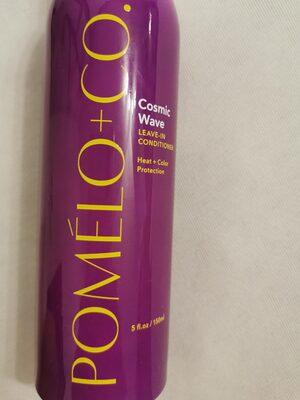 POMÉLO+CO.
Cosmic
Wave
LEAVE-IN
CONDITIONER
Heat + Color
Protection
5 fl.oz / 150ml